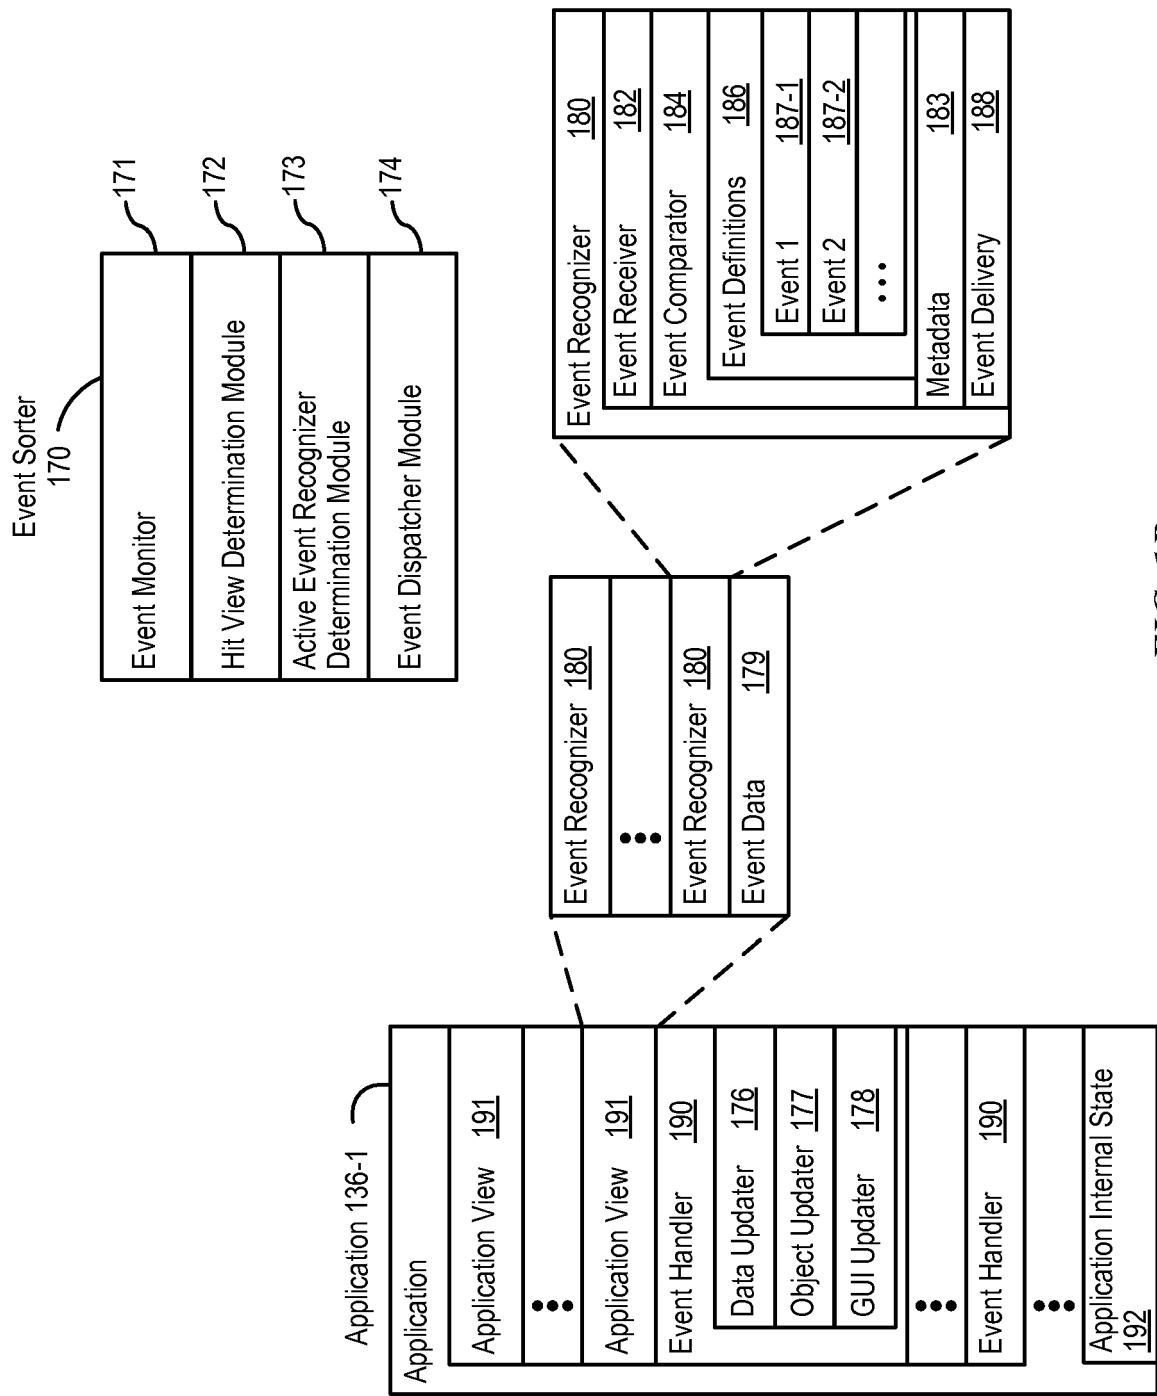 Event Sorter
170
Event Monitor
171
Hit View Determination Module
172
Active Event Recognizer
Determination Module
173
Event Dispatcher Module
174
Application 136-1
Application
Application View 191
•••
Application View 191
Event Handler 190
Data Updater 176
Object Updater 177
GUI Updater 178
•••
Event Handler 190
•••
Application Internal State
192
Event Recognizer 180
•••
Event Recognizer 180
Event Data 179
Event Recognizer 180
Event Receiver 182
Event Comparator 184
Event Definitions 186
Event 1 187-1
Event 2 187-2
•••
Metadata 183
Event Delivery 188